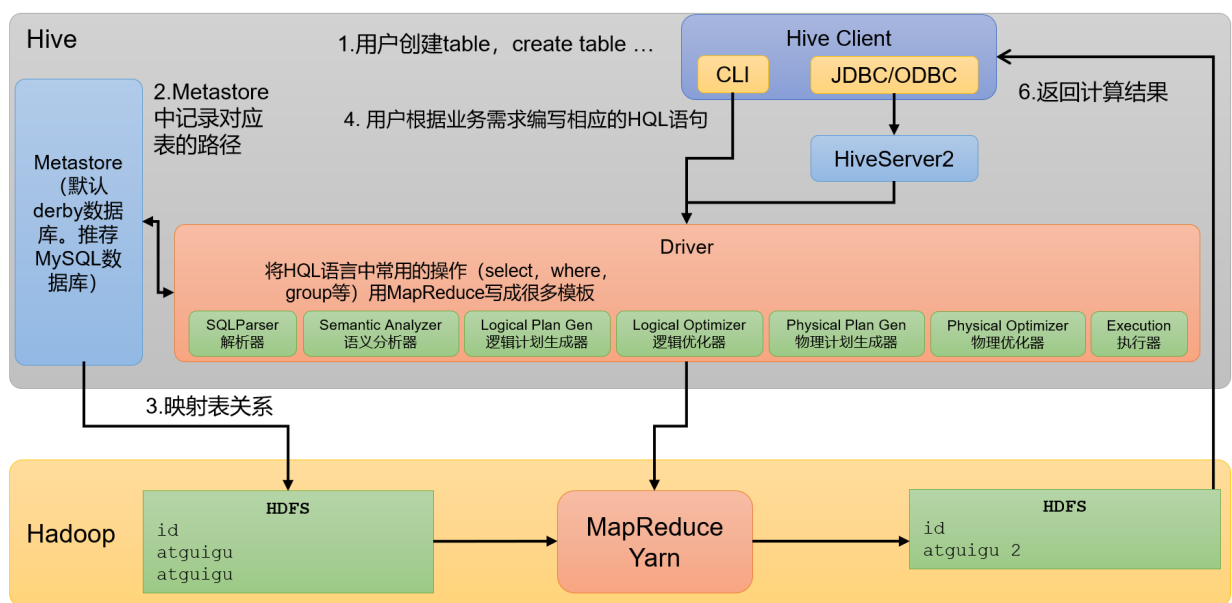 Hive
1.用户创建table，create table …
Hive Client
CLI
JDBC/ODBC
6.返回计算结果
2.Metastore
中记录对应
表的路径
4. 用户根据业务需求编写相应的HQL语句
HiveServer2
Metastore
（默认
derby数据
库。推荐
MySQL数
据库）
Driver
将HQL语言中常用的操作（select，where，
group等）用MapReduce写成很多模板
SQLParser
解析器
Semantic Analyzer
语义分析器
Logical Plan Gen
逻辑计划生成器
Logical Optimizer
逻辑优化器
Physical Plan Gen
物理计划生成器
Physical Optimizer
物理优化器
Execution
执行器
3.映射表关系
Hadoop
HDFS
id
atguigu
atguigu
MapReduce
Yarn
HDFS
id
atguigu 2